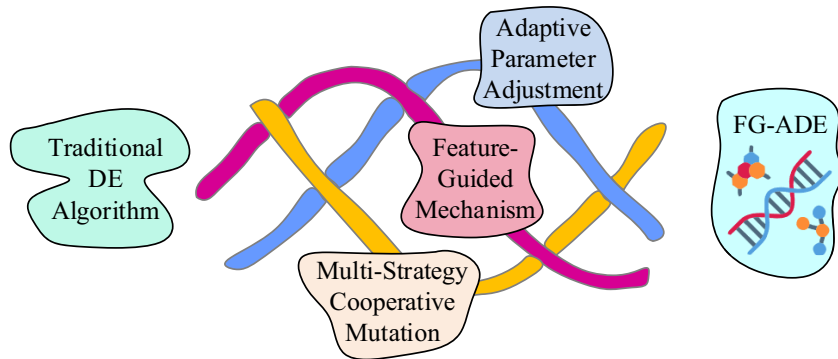 Traditional
DE
Algorithm
Adaptive
Parameter
Adjustment
Feature-
Guided
Mechanism
Multi-Strategy
Cooperative
Mutation
FG-ADE